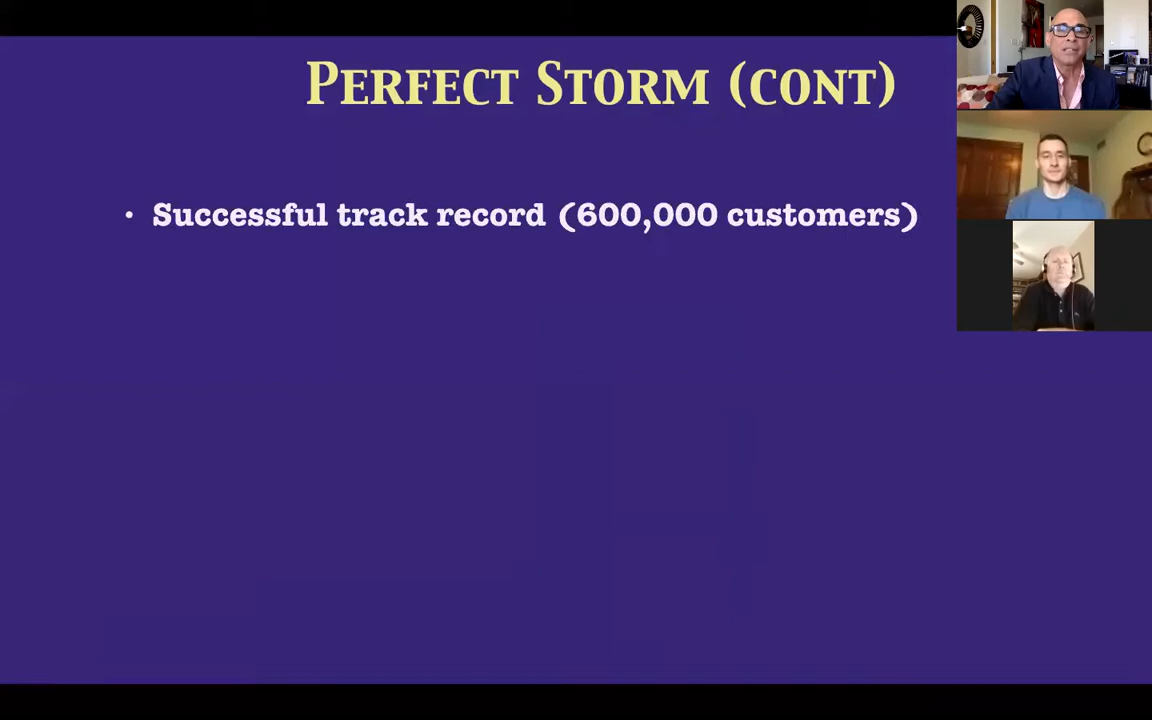 Perfect Storm (cont)
• Successful track record (600,000 customers)